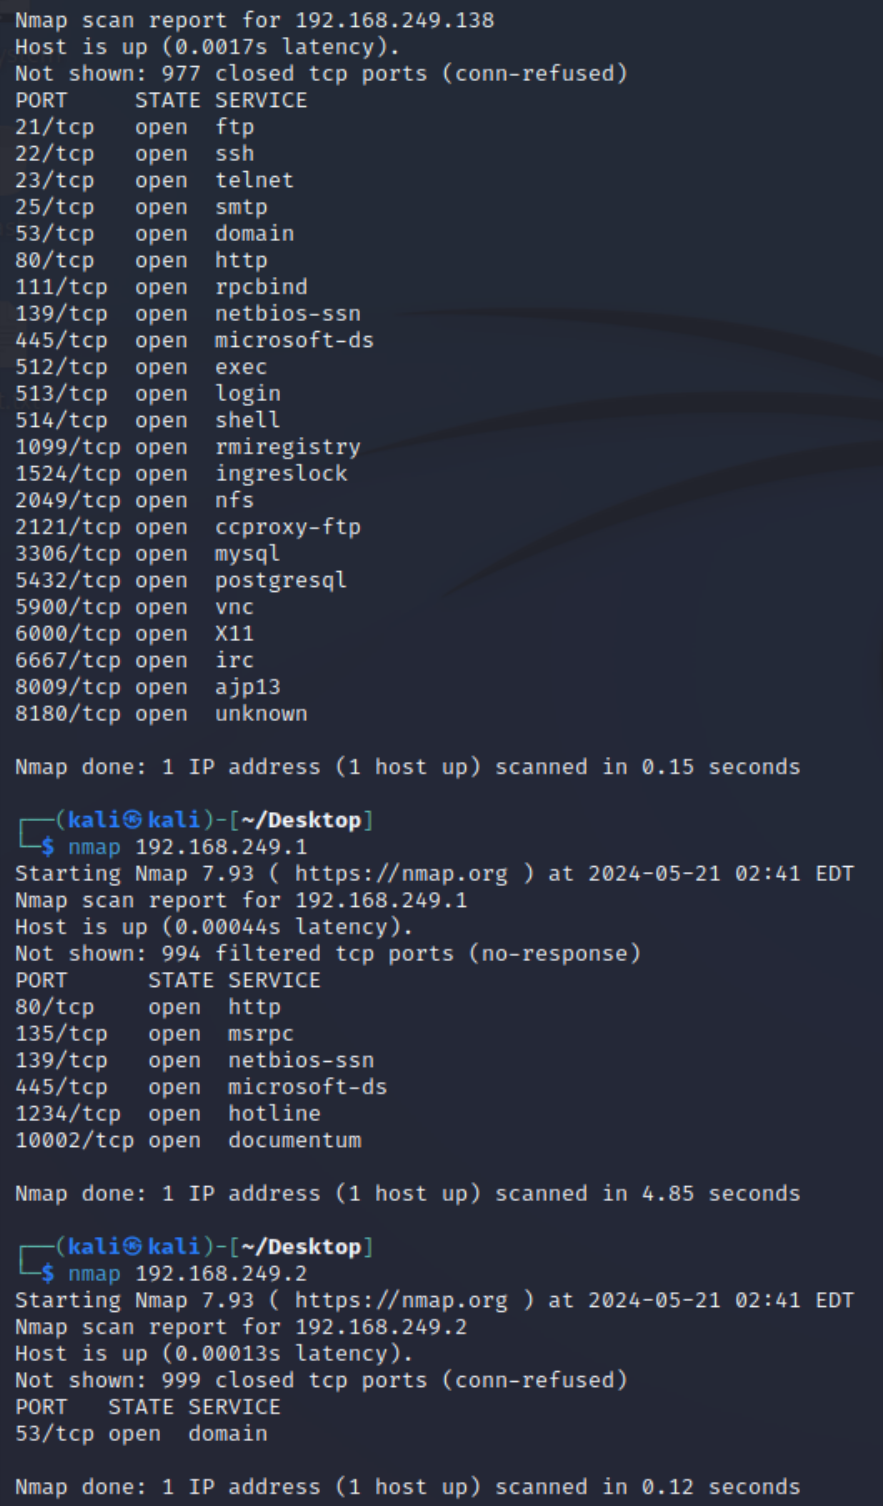 Nmap scan report for 192.168.249.138
Host is up (0.0017s latency).
Not shown: 977 closed tcp ports (conn-refused)
PORT     STATE SERVICE
21/tcp   open  ftp
22/tcp   open  ssh
23/tcp   open  telnet
25/tcp   open  smtp
53/tcp   open  domain
80/tcp   open  http
111/tcp  open  rpcbind
139/tcp  open  netbios-ssn
445/tcp  open  microsoft-ds
512/tcp  open  exec
513/tcp  open  login
514/tcp  open  shell
1099/tcp open  rmiregistry
1524/tcp open  ingreslock
2049/tcp open  nfs
2121/tcp open  ccproxy-ftp
3306/tcp open  mysql
5432/tcp open  postgresql
5900/tcp open  vnc
6000/tcp open  X11
6667/tcp open  irc
8009/tcp open  ajp13
8180/tcp open  unknown

Nmap done: 1 IP address (1 host up) scanned in 0.15 seconds

┌──(kali㉿kali)-[~/Desktop]
└─$ nmap 192.168.249.1
Starting Nmap 7.93 ( https://nmap.org ) at 2024-05-21 02:41 EDT
Nmap scan report for 192.168.249.1
Host is up (0.00044s latency).
Not shown: 994 filtered tcp ports (no-response)
PORT      STATE SERVICE
80/tcp    open  http
135/tcp   open  msrpc
139/tcp   open  netbios-ssn
445/tcp   open  microsoft-ds
1234/tcp  open  hotline
10002/tcp open  documentum

Nmap done: 1 IP address (1 host up) scanned in 4.85 seconds

┌──(kali㉿kali)-[~/Desktop]
└─$ nmap 192.168.249.2
Starting Nmap 7.93 ( https://nmap.org ) at 2024-05-21 02:41 EDT
Nmap scan report for 192.168.249.2
Host is up (0.00013s latency).
Not shown: 999 closed tcp ports (conn-refused)
PORT   STATE SERVICE
53/tcp open  domain

Nmap done: 1 IP address (1 host up) scanned in 0.12 seconds